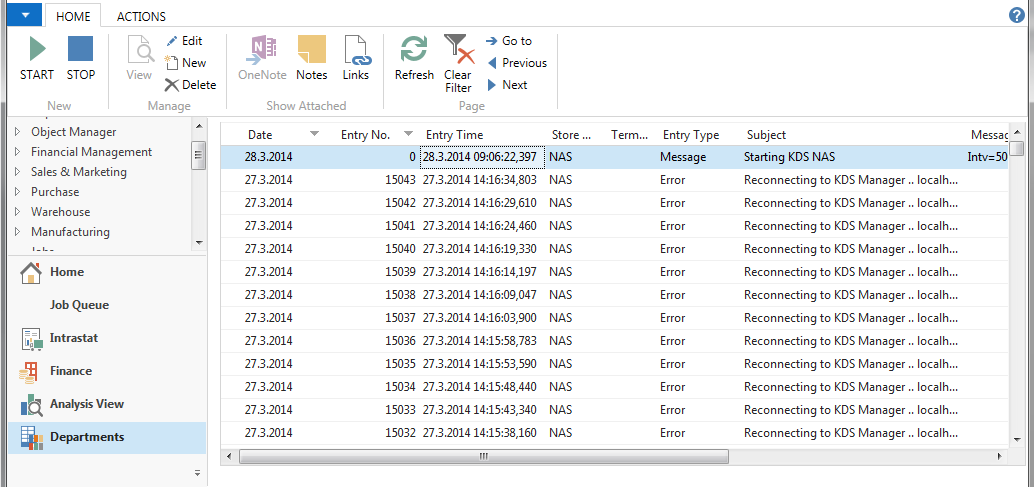 HOME ACTIONS ?
START STOP View Edit New Delete OneNote Notes Links Refresh Clear Filter Go to Previous Next
New Manage Show Attached Page
Object Manager
Financial Management
Sales & Marketing
Purchase
Warehouse
Manufacturing
Home
Job Queue
Intrastat
Finance
Analysis View
Departments
Date Entry No. Entry Time Store ... Term... Entry Type Subject Messag
28.3.2014 0 28.3.2014 09:06:22,397 NAS Message Starting KDS NAS Intv=50
27.3.2014 15043 27.3.2014 14:16:34,803 NAS Error Reconnecting to KDS Manager .. localh...
27.3.2014 15042 27.3.2014 14:16:29,610 NAS Error Reconnecting to KDS Manager .. localh...
27.3.2014 15041 27.3.2014 14:16:24,460 NAS Error Reconnecting to KDS Manager .. localh...
27.3.2014 15040 27.3.2014 14:16:19,330 NAS Error Reconnecting to KDS Manager .. localh...
27.3.2014 15039 27.3.2014 14:16:14,197 NAS Error Reconnecting to KDS Manager .. localh...
27.3.2014 15038 27.3.2014 14:16:09,047 NAS Error Reconnecting to KDS Manager .. localh...
27.3.2014 15037 27.3.2014 14:16:03,900 NAS Error Reconnecting to KDS Manager .. localh...
27.3.2014 15036 27.3.2014 14:15:58,783 NAS Error Reconnecting to KDS Manager .. localh...
27.3.2014 15035 27.3.2014 14:15:53,590 NAS Error Reconnecting to KDS Manager .. localh...
27.3.2014 15034 27.3.2014 14:15:48,440 NAS Error Reconnecting to KDS Manager .. localh...
27.3.2014 15033 27.3.2014 14:15:43,340 NAS Error Reconnecting to KDS Manager .. localh...
27.3.2014 15032 27.3.2014 14:15:38,160 NAS Error Reconnecting to KDS Manager .. localh...